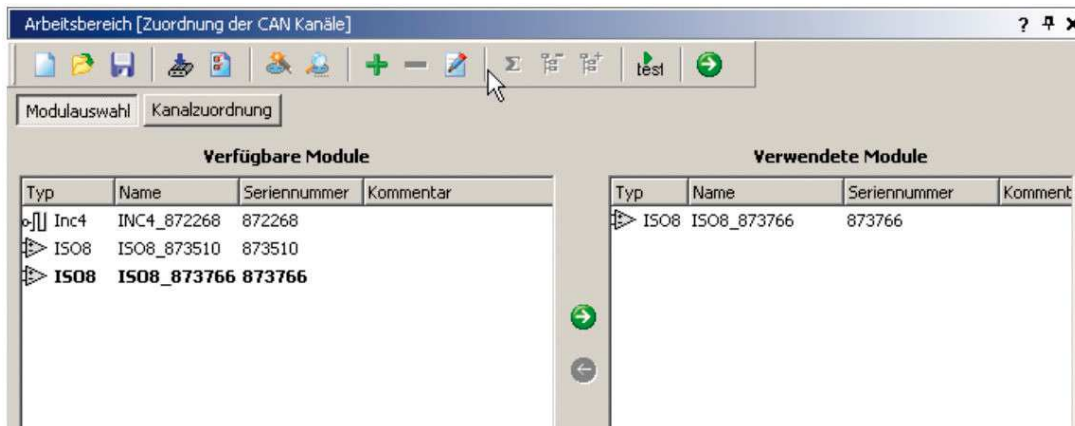 Arbeitsbereich [Zuordnung der CAN Kanäle]
test
Modulauswahl Kanalzuordnung
Verfügbare Module
Typ Name Seriennummer Kommentar
Inc4 INC4_872268 872268
ISO8 ISO8_873510 873510
ISO8 ISO8_873766 873766
Verwendete Module
Typ Name Seriennummer Komment
ISO8 ISO8_873766 873766